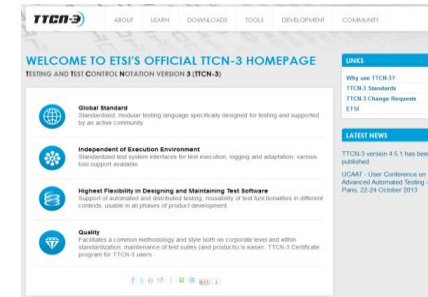 TTCN-3
ABOUT LEARN DOWNLOADS TOOLS DEVELOPMENT COMMUNITY
WELCOME TO ETSI'S OFFICIAL TTCN-3 HOMEPAGE
TESTING AND TEST CONTROL NOTATION VERSION 3 (TTCN-3)
Global Standard
Standardized, modular testing language specifically designed for testing and supported
by an active community
Independent of Execution Environment
Standardized test system interfaces for test execution, logging and adaptation, various
tool support available
Highest Flexibility in Designing and Maintaining Test Software
Support of automated and distributed testing, reusability of test functionalities in different
contexts, usable in all phases of product development
Quality
Facilitates a common methodology and style both on corporate level and within
standardization; maintenance of test suites (and products) is easier; TTCN-3 Certificate
program for TTCN-3 users
LINKS
Why use TTCN-3?
TTCN-3 Standards
TTCN-3 Change Requests
ETSI
LATEST NEWS
TTCN-3 version 4.5.1 has been
published
UCAAT - User Conference on
Advanced Automated Testing -
Paris, 22-24 October 2013